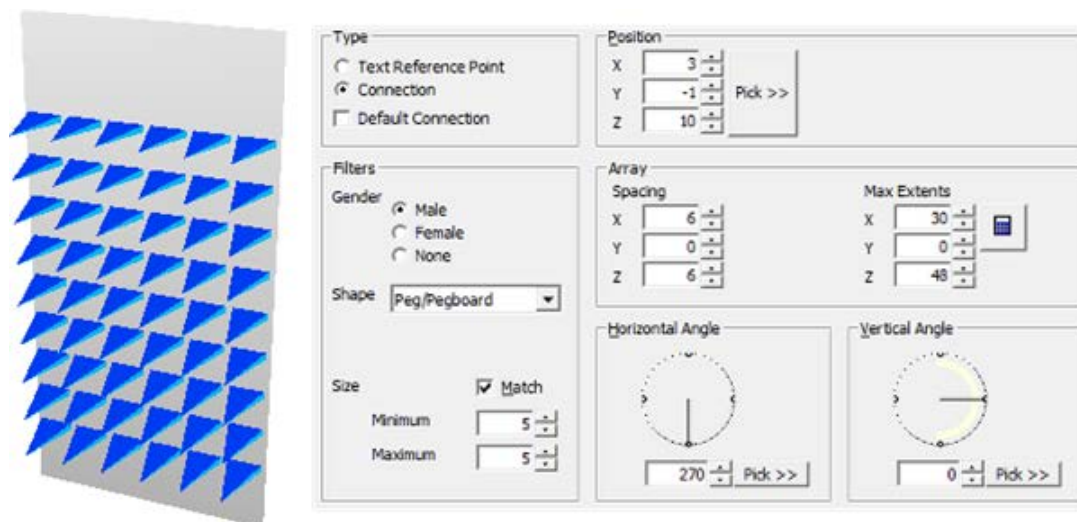 Type
Text Reference Point
Connection
Default Connection
Position
X 3
Y -1
Z 10
Pick >>
Filters
Gender
Male
Female
None
Shape Peg/Pegboard
Size Match
Minimum 5
Maximum 5
Array
Spacing
X 6
Y 0
Z 6
Max Extents
X 30
Y 0
Z 48
Horizontal Angle
270 Pick >>
Vertical Angle
0 Pick >>